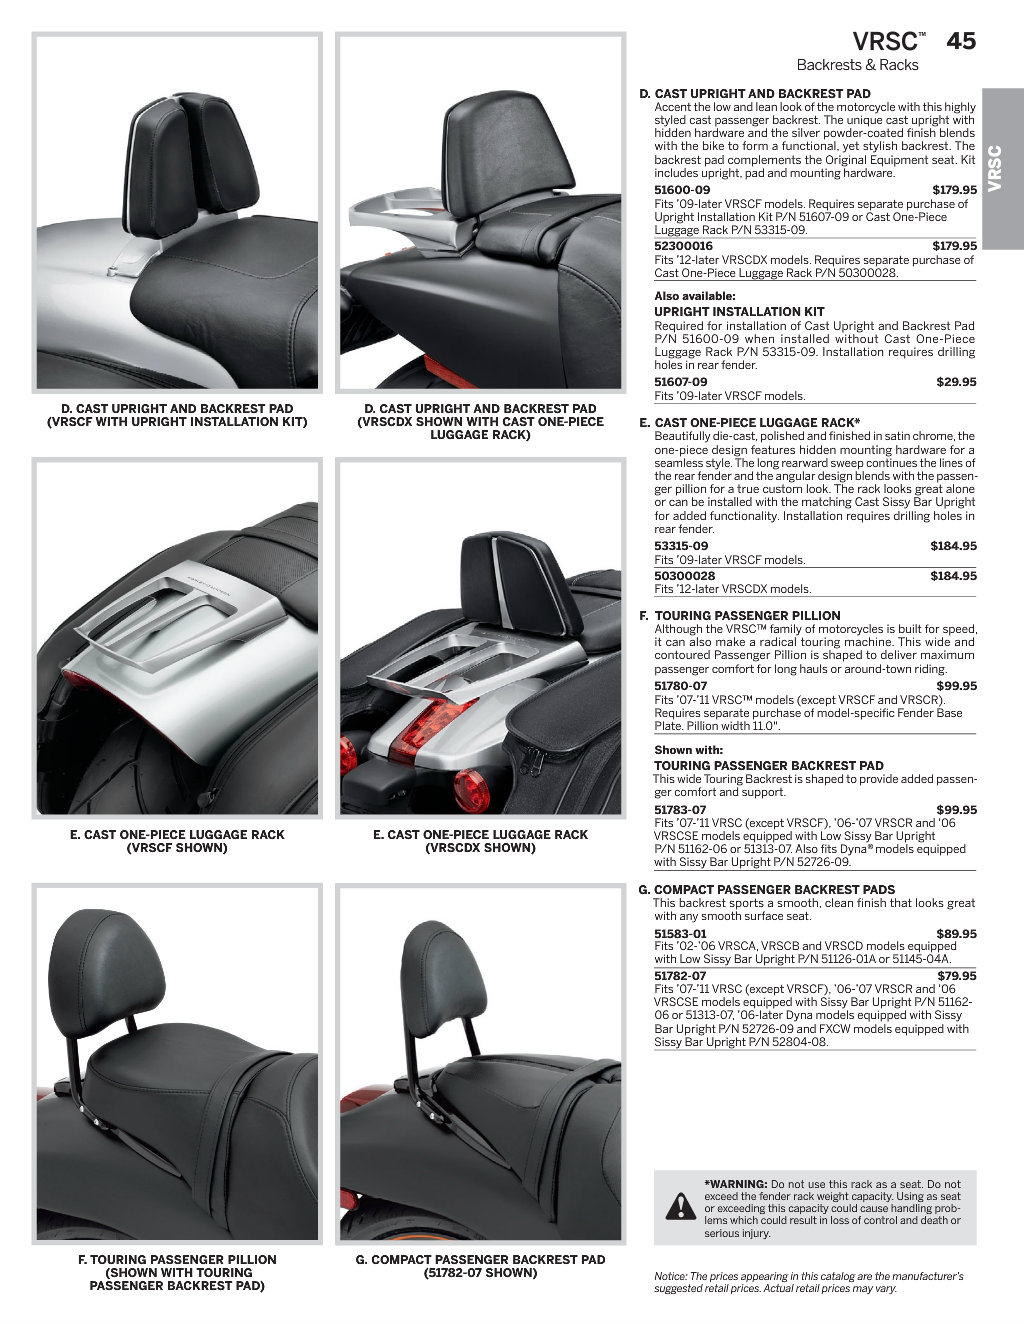 VRSC™ 45
Backrests & Racks
VRSC
D. CAST UPRIGHT AND BACKREST PAD
(VRSCF WITH UPRIGHT INSTALLATION KIT)
D. CAST UPRIGHT AND BACKREST PAD
(VRSCDX SHOWN WITH CAST ONE-PIECE
LUGGAGE RACK)
E. CAST ONE-PIECE LUGGAGE RACK
(VRSCF SHOWN)
E. CAST ONE-PIECE LUGGAGE RACK
(VRSCDX SHOWN)
F. TOURING PASSENGER PILLION
(SHOWN WITH TOURING
PASSENGER BACKREST PAD)
G. COMPACT PASSENGER BACKREST PAD
(51782-07 SHOWN)
D. CAST UPRIGHT AND BACKREST PAD
Accent the low and lean look of the motorcycle with this highly
styled cast passenger backrest. The unique cast upright with
hidden hardware and the silver powder-coated finish blends
with the bike to form a functional, yet stylish backrest. The
backrest pad complements the Original Equipment seat. Kit
includes upright, pad and mounting hardware.
51600-09 $179.95
Fits ’09-later VRSCF models. Requires separate purchase of
Upright Installation Kit P/N 51607-09 or Cast One-Piece
Luggage Rack P/N 53315-09.
52300016 $179.95
Fits ’12-later VRSCDX models. Requires separate purchase of
Cast One-Piece Luggage Rack P/N 50300028.
Also available:
UPRIGHT INSTALLATION KIT
Required for installation of Cast Upright and Backrest Pad
P/N 51600-09 when installed without Cast One-Piece
Luggage Rack P/N 53315-09. Installation requires drilling
holes in rear fender.
51607-09 $29.95
Fits ’09-later VRSCF models.
E. CAST ONE-PIECE LUGGAGE RACK*
Beautifully die-cast, polished and finished in satin chrome, the
one-piece design features hidden mounting hardware for a
seamless style. The long rearward sweep continues the lines of
the rear fender and the angular design blends with the passen-
ger pillion for a true custom look. The rack looks great alone
or can be installed with the matching Cast Sissy Bar Upright
for added functionality. Installation requires drilling holes in
rear fender.
53315-09 $184.95
Fits ’09-later VRSCF models.
50300028 $184.95
Fits ’12-later VRSCDX models.
F. TOURING PASSENGER PILLION
Although the VRSC™ family of motorcycles is built for speed,
it can also make a radical touring machine. This wide and
contoured Passenger Pillion is shaped to deliver maximum
passenger comfort for long hauls or around-town riding.
51780-07 $99.95
Fits ’07-’11 VRSC™ models (except VRSCF and VRSCR).
Requires separate purchase of model-specific Fender Base
Plate. Pillion width 11.0".
Shown with:
TOURING PASSENGER BACKREST PAD
This wide Touring Backrest is shaped to provide added passen-
ger comfort and support.
51783-07 $99.95
Fits ’07-’11 VRSC (except VRSCF), ’06-’07 VRSCR and ’06
VRSCSE models equipped with Low Sissy Bar Upright
P/N 51162-06 or 51313-07. Also fits Dyna® models equipped
with Sissy Bar Upright P/N 52726-09.
G. COMPACT PASSENGER BACKREST PADS
This backrest sports a smooth, clean finish that looks great
with any smooth surface seat.
51583-01 $89.95
Fits ’02-’06 VRSCA, VRSCB and VRSCD models equipped
with Low Sissy Bar Upright P/N 51126-01A or 51145-04A.
51782-07 $79.95
Fits ’07-’11 VRSC (except VRSCF), ’06-’07 VRSCR and ’06
VRSCSE models equipped with Sissy Bar Upright P/N 51162-
06 or 51313-07, ’06-later Dyna models equipped with Sissy
Bar Upright P/N 52726-09 and FXCW models equipped with
Sissy Bar Upright P/N 52804-08.
*WARNING: Do not use this rack as a seat. Do not
exceed the fender rack weight capacity. Using as seat
or exceeding this capacity could cause handling prob-
lems which could result in loss of control and death or
serious injury.
Notice: The prices appearing in this catalog are the manufacturer’s
suggested retail prices. Actual retail prices may vary.